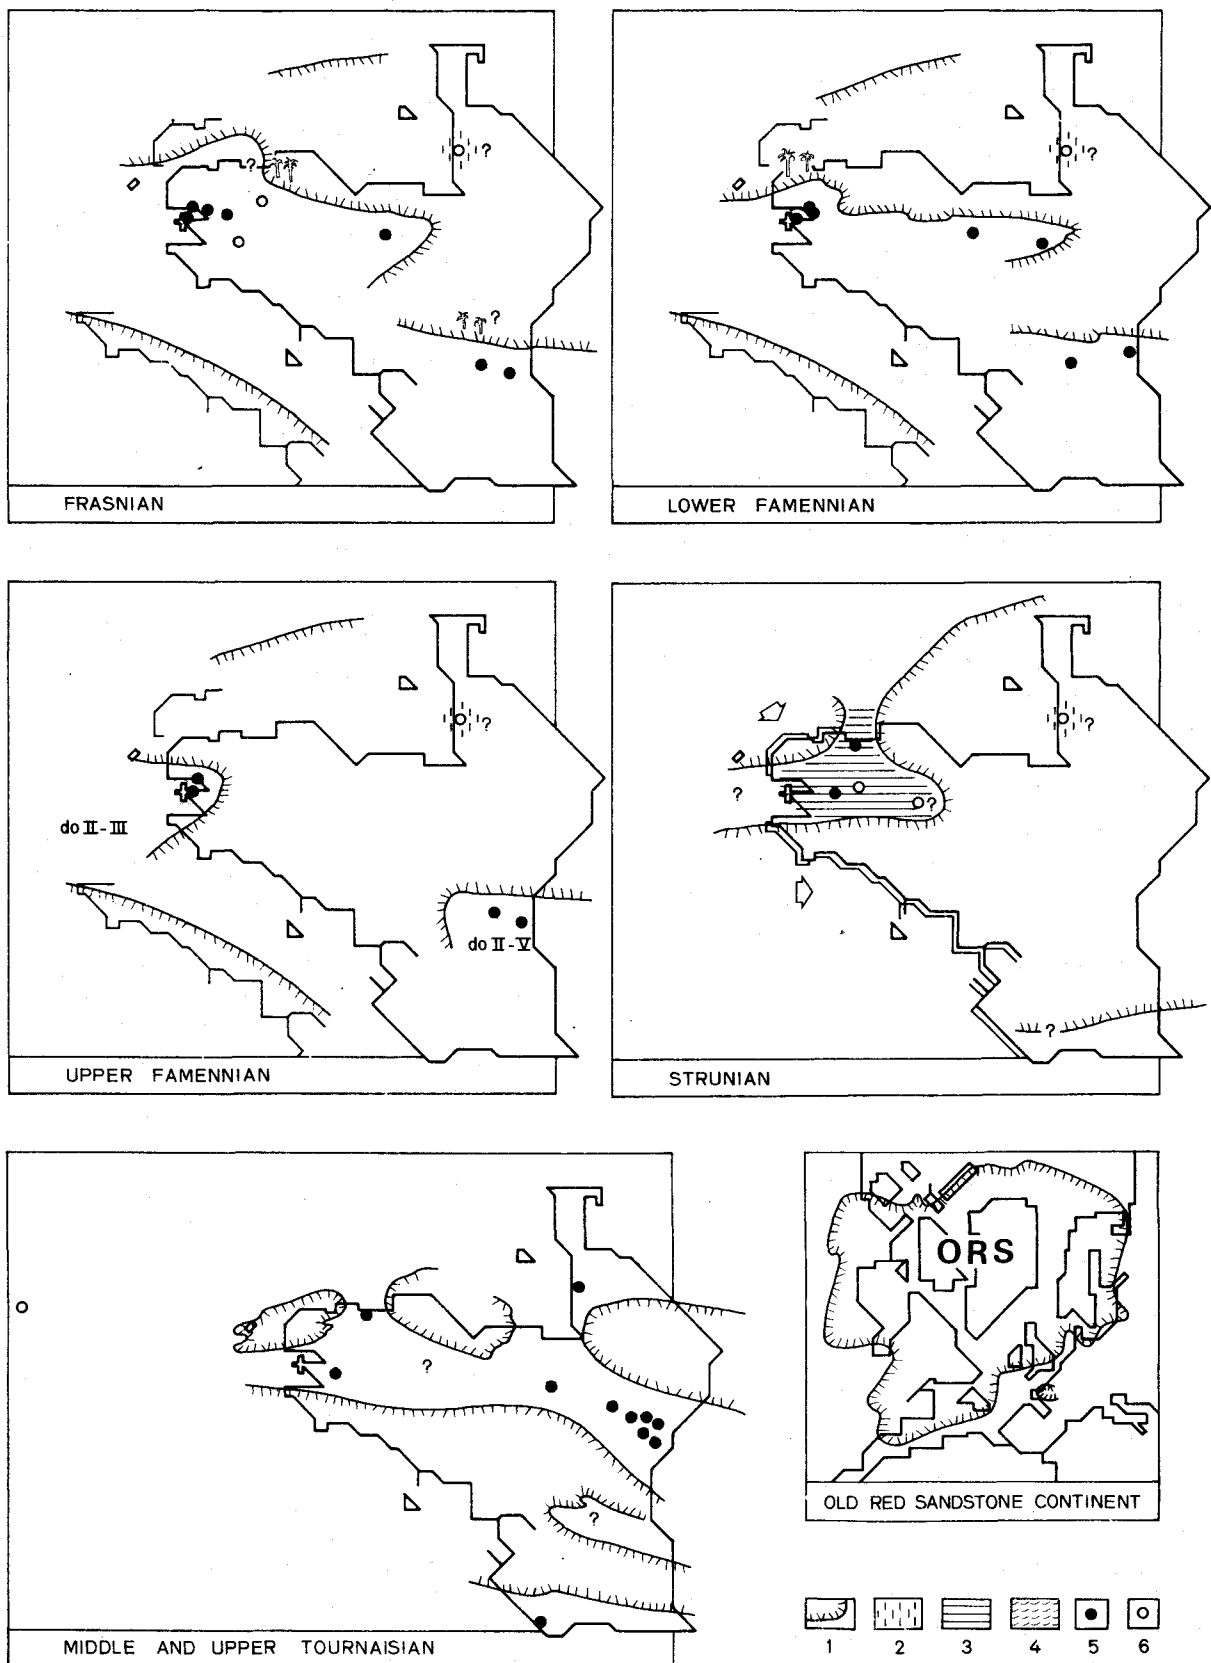 ?
?
?
FRASNIAN
?
LOWER FAMENNIAN
?
do II-III
do II-V
UPPER FAMENNIAN
?
?
?
?
STRUNIAN
?
?
MIDDLE AND UPPER TOURNAISIAN
ORS
OLD RED SANDSTONE CONTINENT
1 2 3 4 5 6